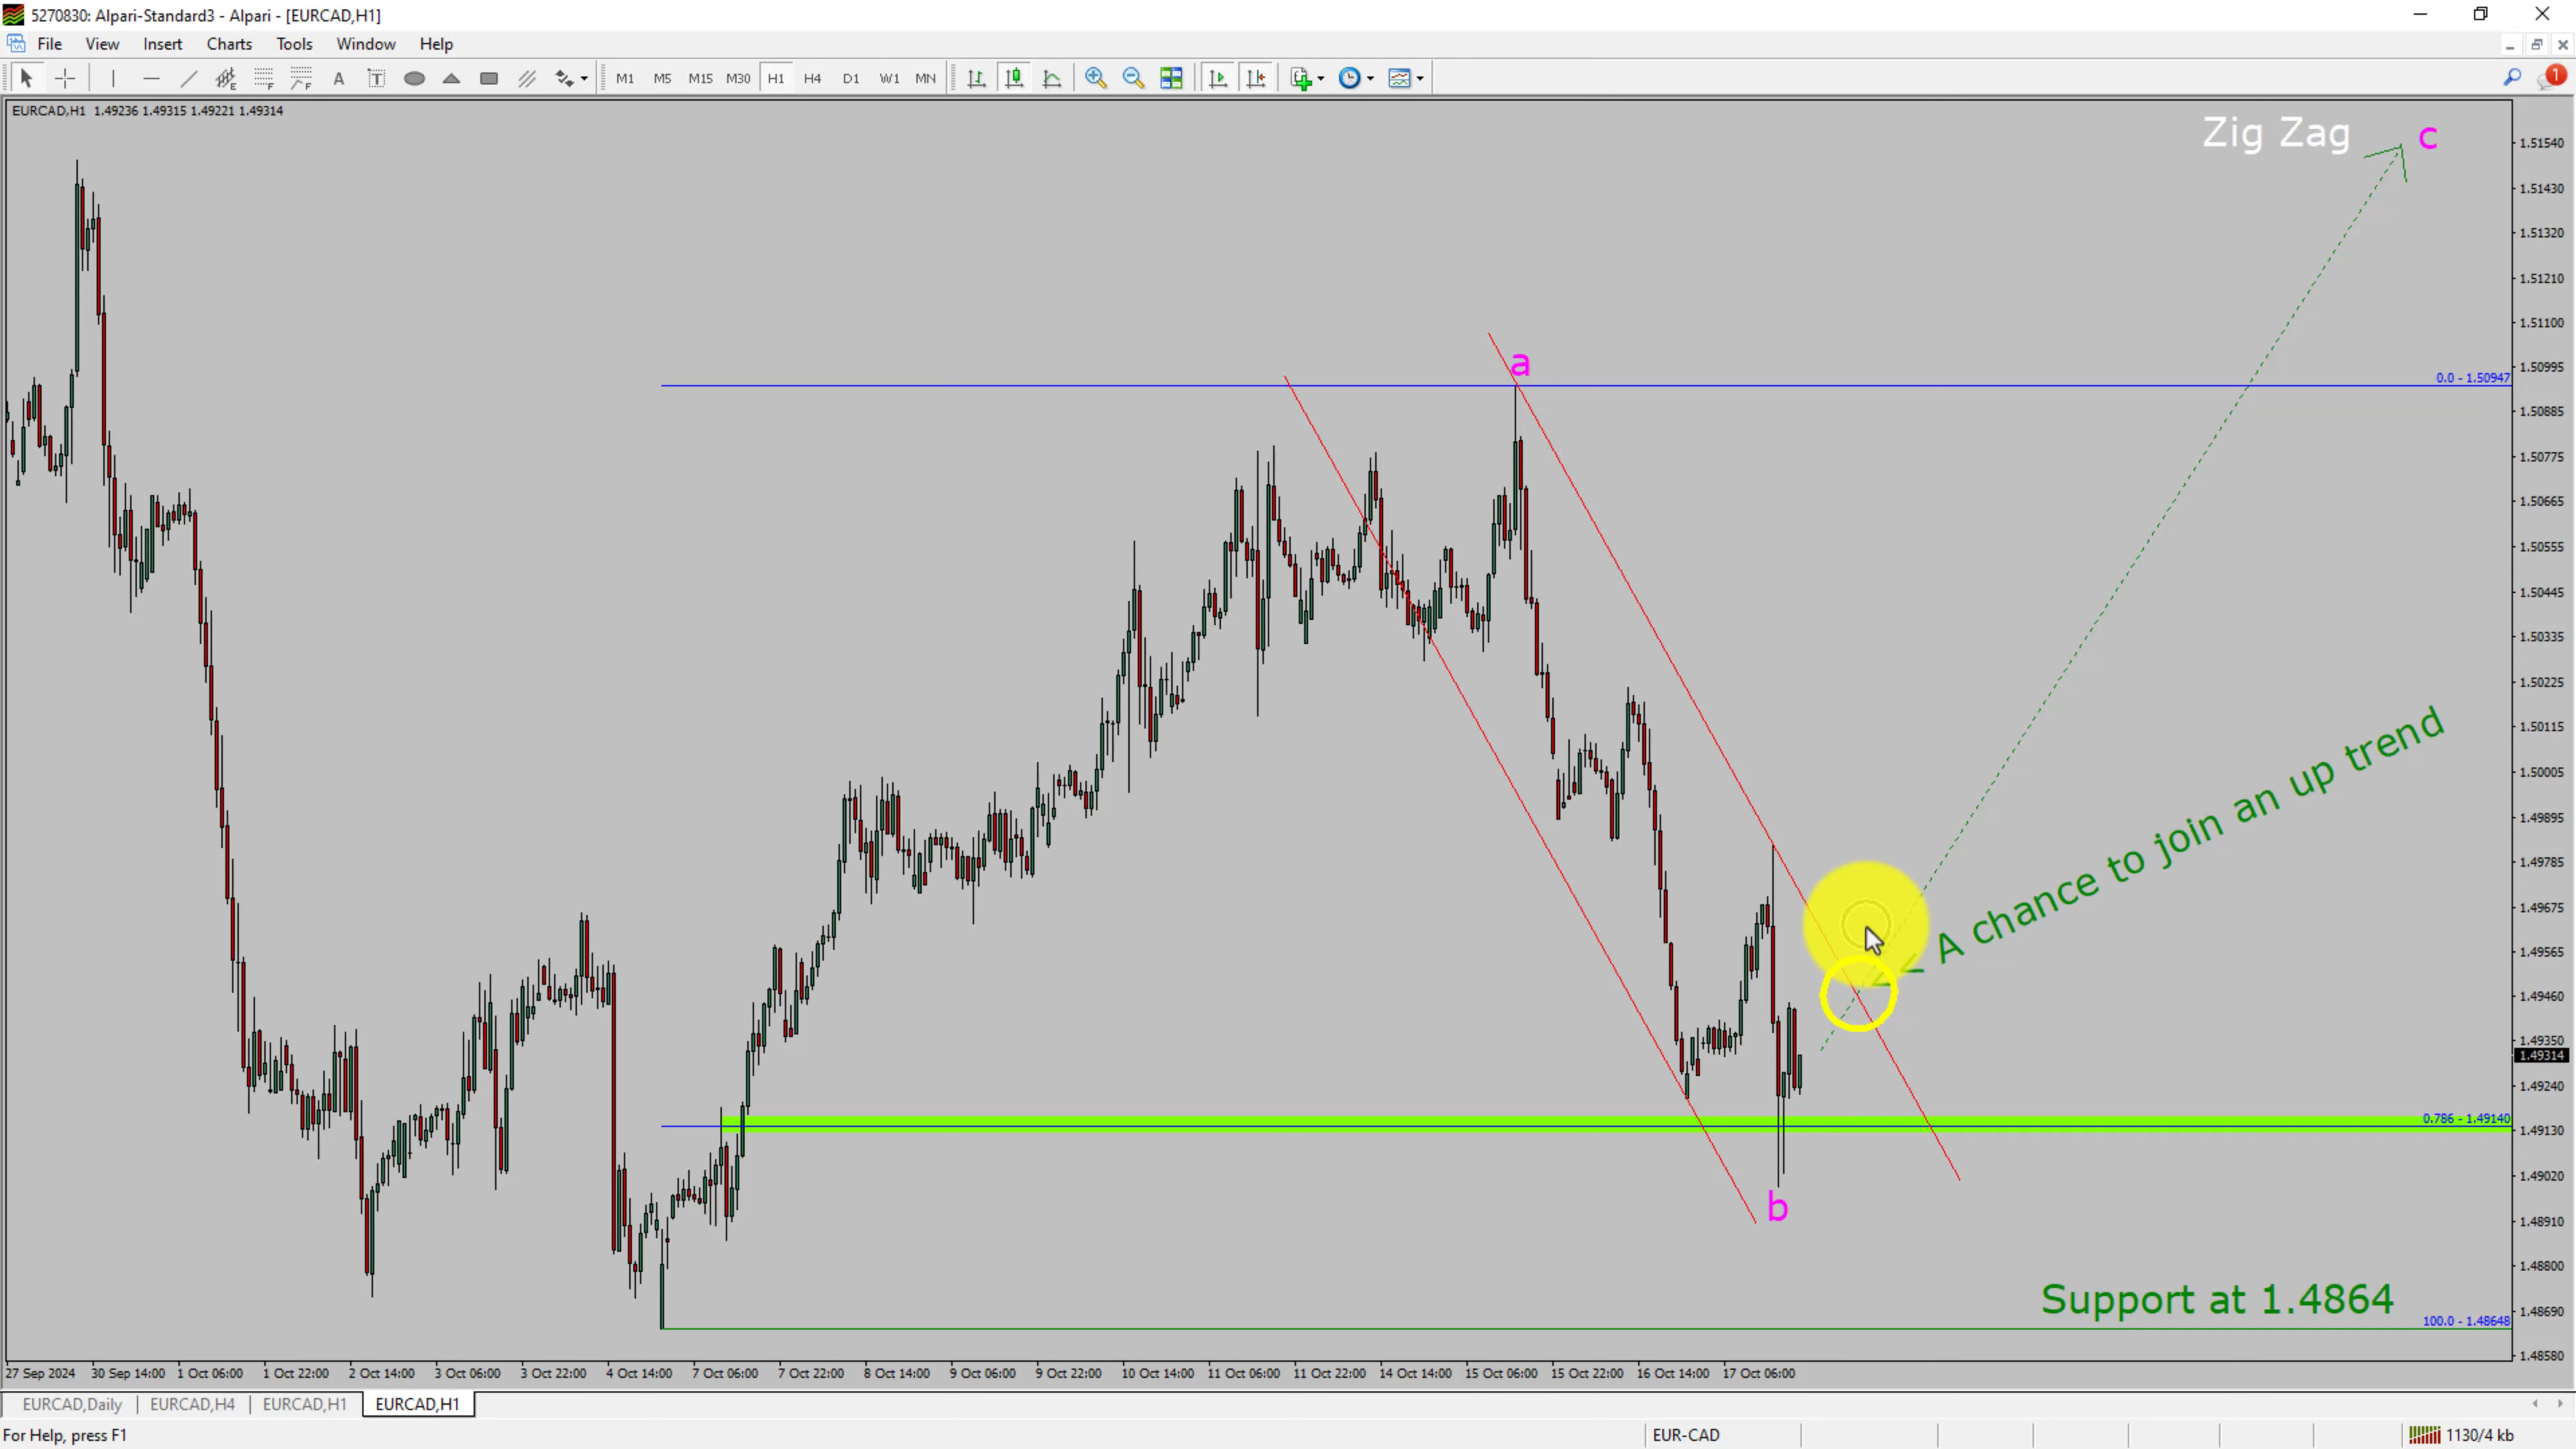 5270830: Alpari-Standard3 - Alpari - [EURCAD,H1]
File View Insert Charts Tools Window Help
A T M1 M5 M15 M30 H1 H4 D1 W1 MN 1
EURCAD,H1 1.49236 1.49315 1.49221 1.49314
Zig Zag c
1.51540
1.51430
1.51320
1.51210
1.51100
a
1.50995
0.0 - 1.50947
1.50885
1.50775
1.50665
1.50555
1.50445
1.50335
1.50225
1.50115
1.50005
A chance to join an up trend
1.49895
1.49785
1.49675
1.49565
1.49460
1.49350
1.49314
1.49240
0.786 - 1.49140
1.49130
1.49020
b
1.48910
1.48800
Support at 1.4864
1.48690
100.0 - 1.48648
1.48580
27 Sep 2024 30 Sep 14:00 1 Oct 06:00 1 Oct 22:00 2 Oct 14:00 3 Oct 06:00 3 Oct 22:00 4 Oct 14:00 7 Oct 06:00 7 Oct 22:00 8 Oct 14:00 9 Oct 06:00 9 Oct 22:00 10 Oct 14:00 11 Oct 06:00 11 Oct 22:00 14 Oct 14:00 15 Oct 06:00 15 Oct 22:00 16 Oct 14:00 17 Oct 06:00
EURCAD,Daily EURCAD,H4 EURCAD,H1 EURCAD,H1
For Help, press F1 EUR-CAD 1130/4 kb